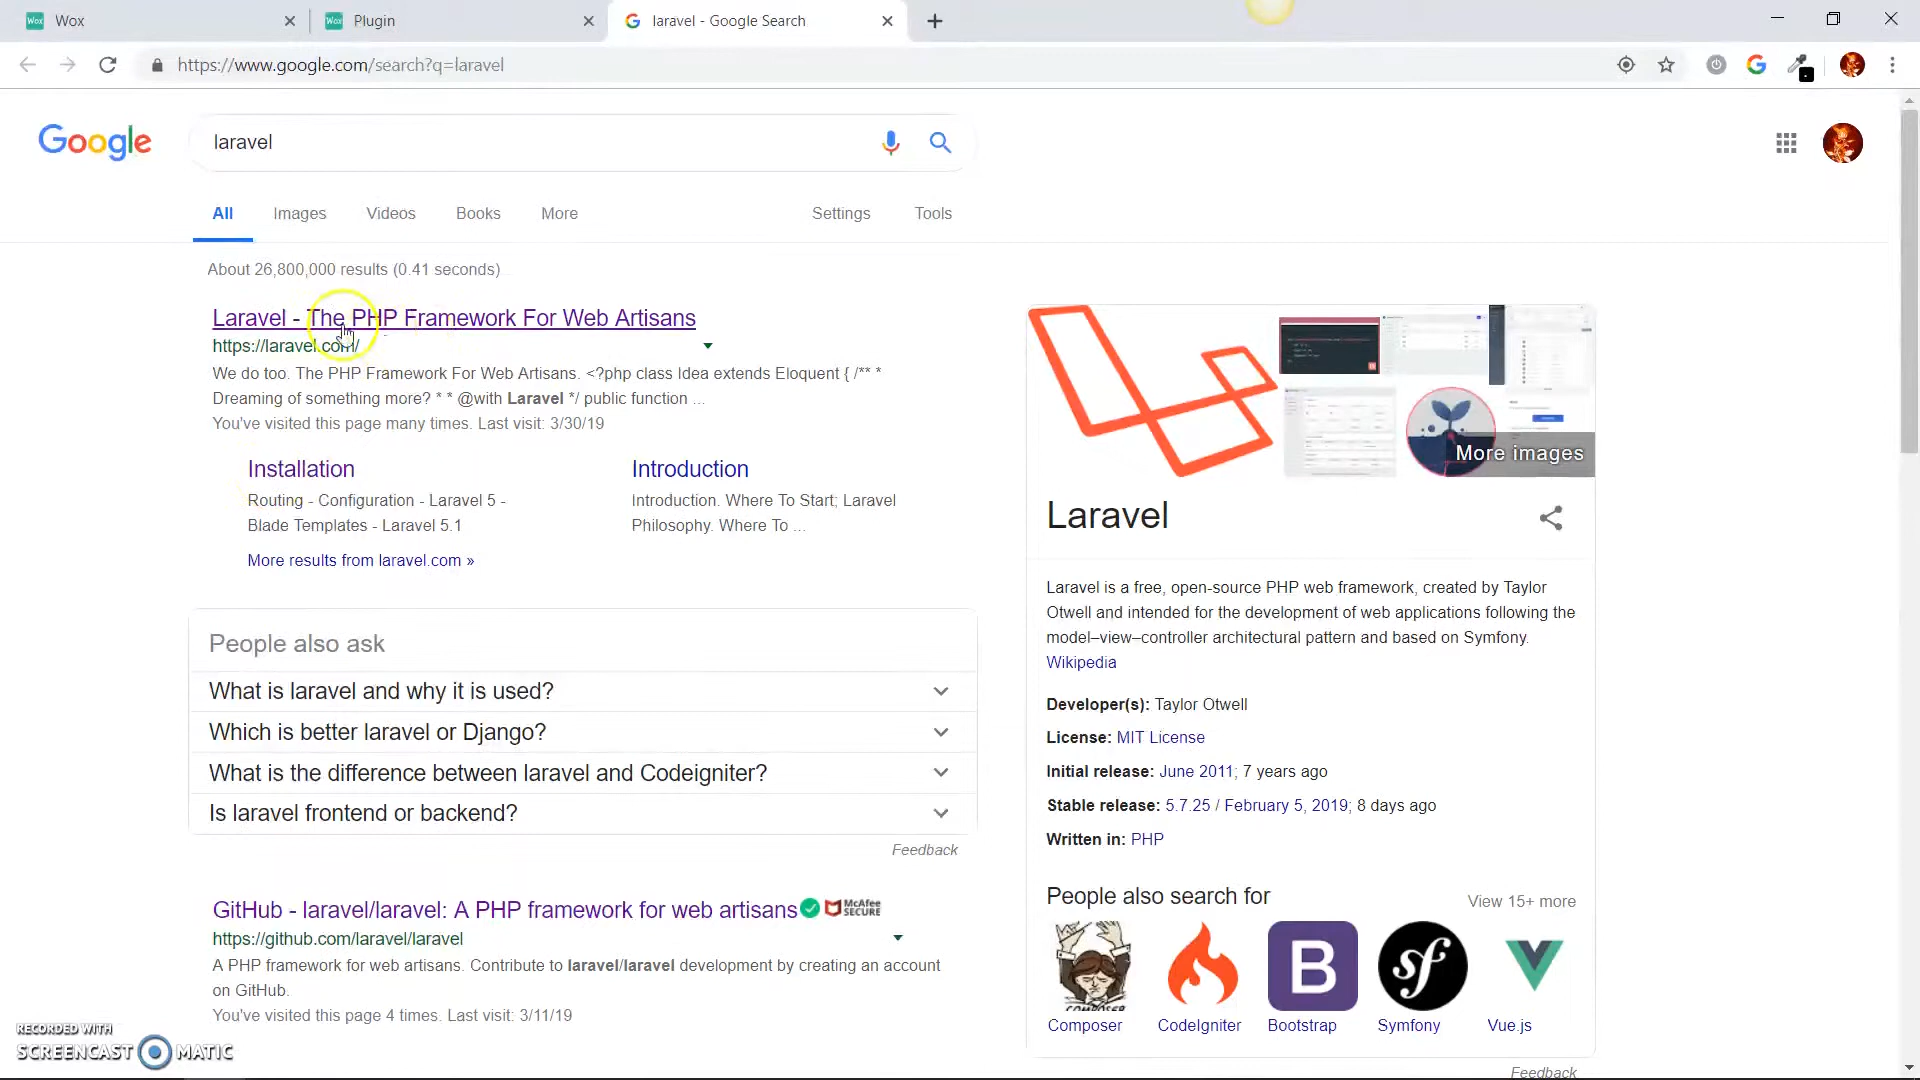 Wox
Plugin
laravel - Google Search
https://www.google.com/search?q=laravel
Google
laravel
All
Images
Videos
Books
More
Settings
Tools
About 26,800,000 results (0.41 seconds)
Laravel - The PHP Framework For Web Artisans
https://laravel.com/
We do too. The PHP Framework For Web Artisans. <?php class Idea extends Eloquent { /** *
Dreaming of something more? * * @with Laravel */ public function ...
You've visited this page many times. Last visit: 3/30/19
Installation
Routing - Configuration - Laravel 5 -
Blade Templates - Laravel 5.1
Introduction
Introduction. Where To Start; Laravel
Philosophy. Where To ...
More results from laravel.com »
People also ask
What is laravel and why it is used?
Which is better laravel or Django?
What is the difference between laravel and Codeigniter?
Is laravel frontend or backend?
Feedback
GitHub - laravel/laravel: A PHP framework for web artisans
McAfee
SECURE
https://github.com/laravel/laravel
A PHP framework for web artisans. Contribute to laravel/laravel development by creating an account
on GitHub.
You've visited this page 4 times. Last visit: 3/11/19
More images
Laravel
Laravel is a free, open-source PHP web framework, created by Taylor
Otwell and intended for the development of web applications following the
model–view–controller architectural pattern and based on Symfony.
Wikipedia
Developer(s): Taylor Otwell
License: MIT License
Initial release: June 2011; 7 years ago
Stable release: 5.7.25 / February 5, 2019; 8 days ago
Written in: PHP
People also search for
View 15+ more
COMPOSER
B
sf
Composer
CodeIgniter
Bootstrap
Symfony
Vue.js
Feedback
RECORDED WITH
SCREENCAST MATIC